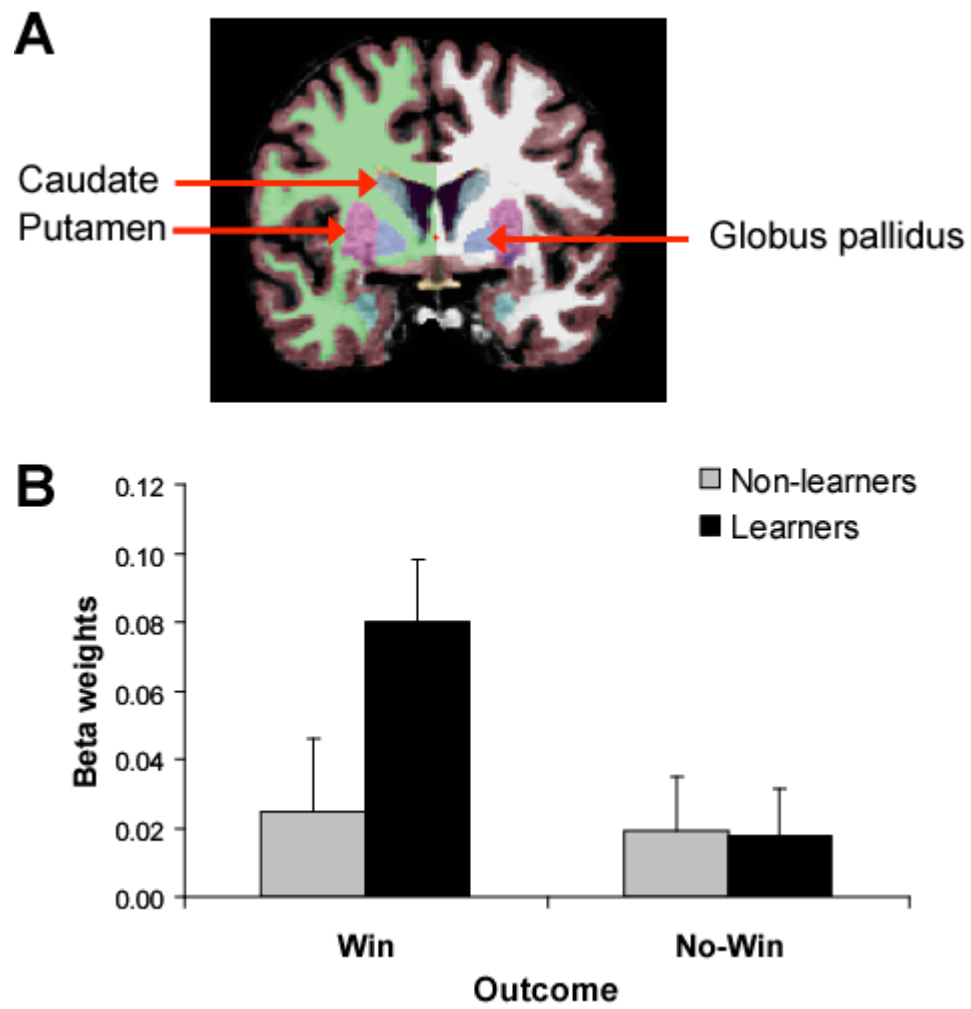 A
Caudate
Putamen
Globus pallidus
B
Non-learners
Learners
Beta weights
0.12
0.10
0.08
0.06
0.04
0.02
0.00
Win
No-Win
Outcome